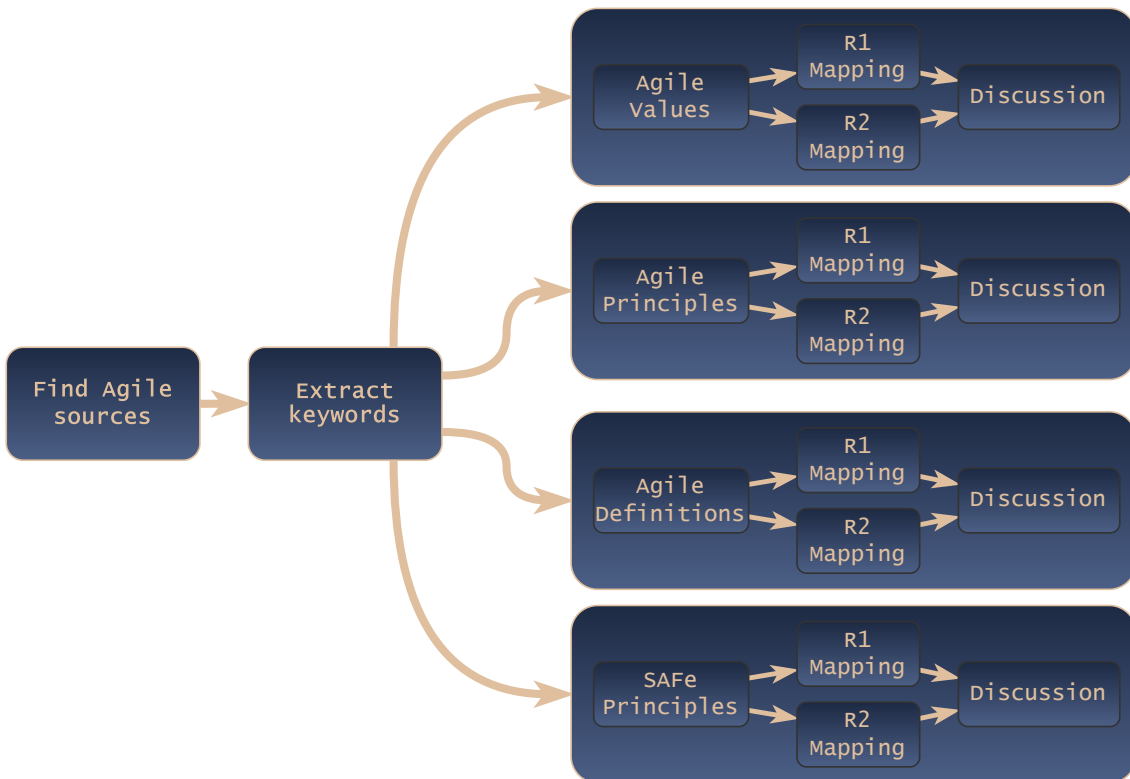 Find Agile
sources
Extract
keywords
Agile
Values
R1
Mapping
R2
Mapping
Discussion
Agile
Principles
R1
Mapping
R2
Mapping
Discussion
Agile
Definitions
R1
Mapping
R2
Mapping
Discussion
SAFe
Principles
R1
Mapping
R2
Mapping
Discussion